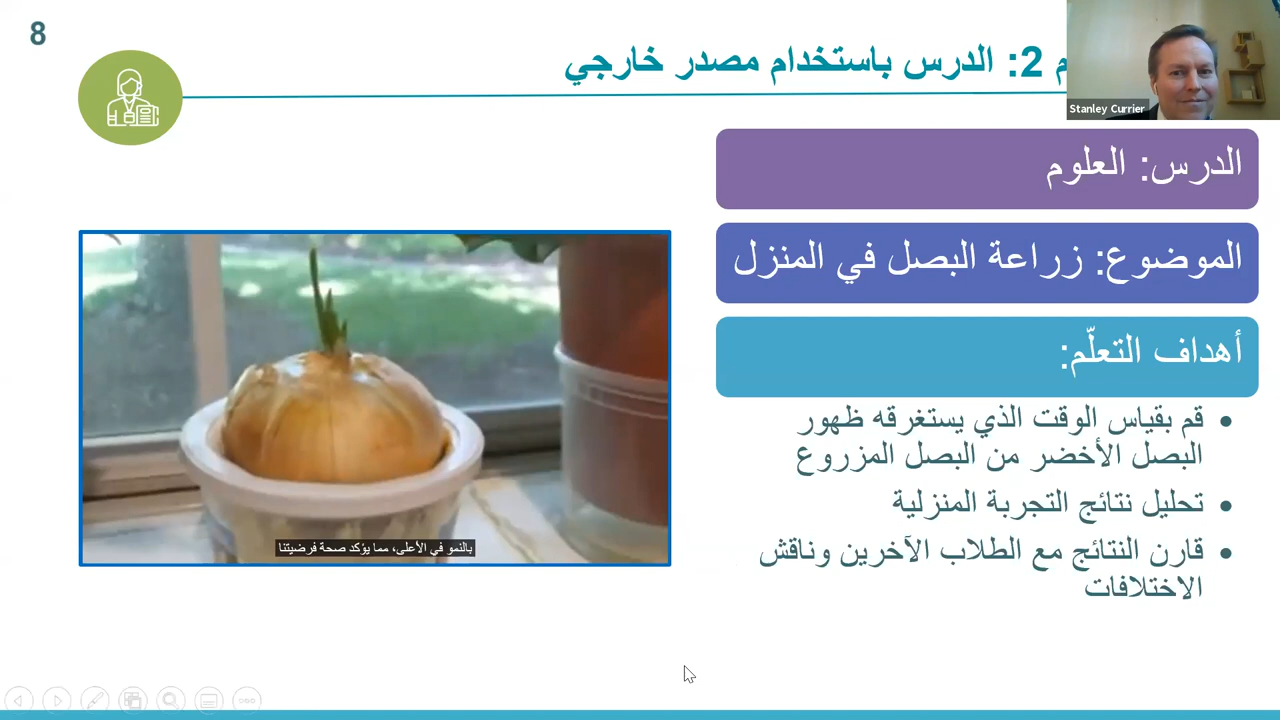 8
م 2: الدرس باستخدام مصدر خارجي
Stanley Currier
الدرس: العلوم
الموضوع: زراعة البصل في المنزل
أهداف التعلّم:
• قم بقياس الوقت الذي يستغرقه ظهور
البصل الأخضر من البصل المزروع
• تحليل نتائج التجربة المنزلية
• قارن النتائج مع الطلاب الآخرين وناقش
الاختلافات
بالنمو في الأعلى، مما يؤكد صحة فرضيتنا